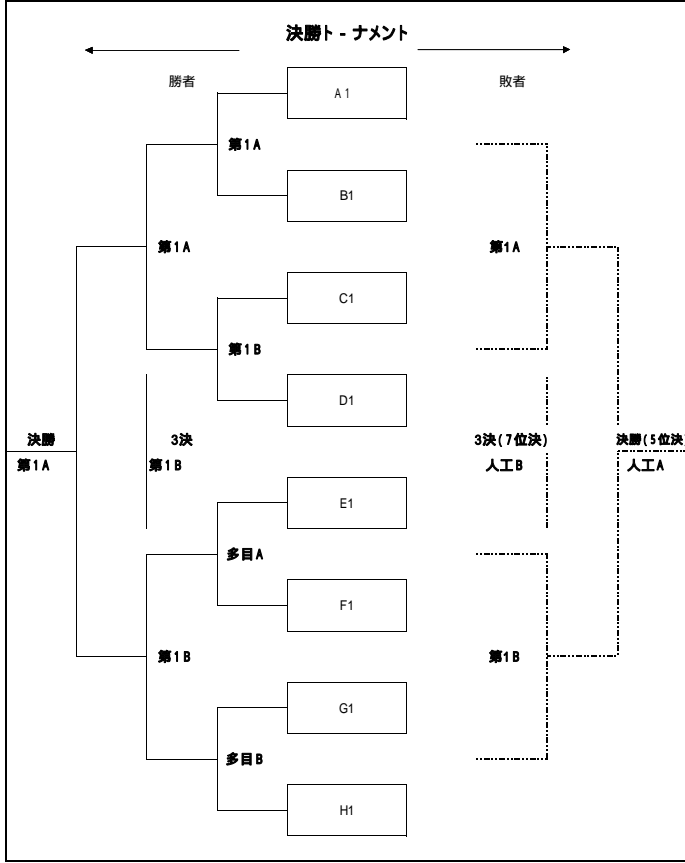 決勝ト-ナメント
勝者
敗者
A1
第1A
B1
第1A
第1A
C1
第1B
D1
決勝
第1A
3決
第1B
3決(7位決)
人工B
決勝(5位決)
人工A
E1
多目A
F1
第1B
第1B
G1
多目B
H1